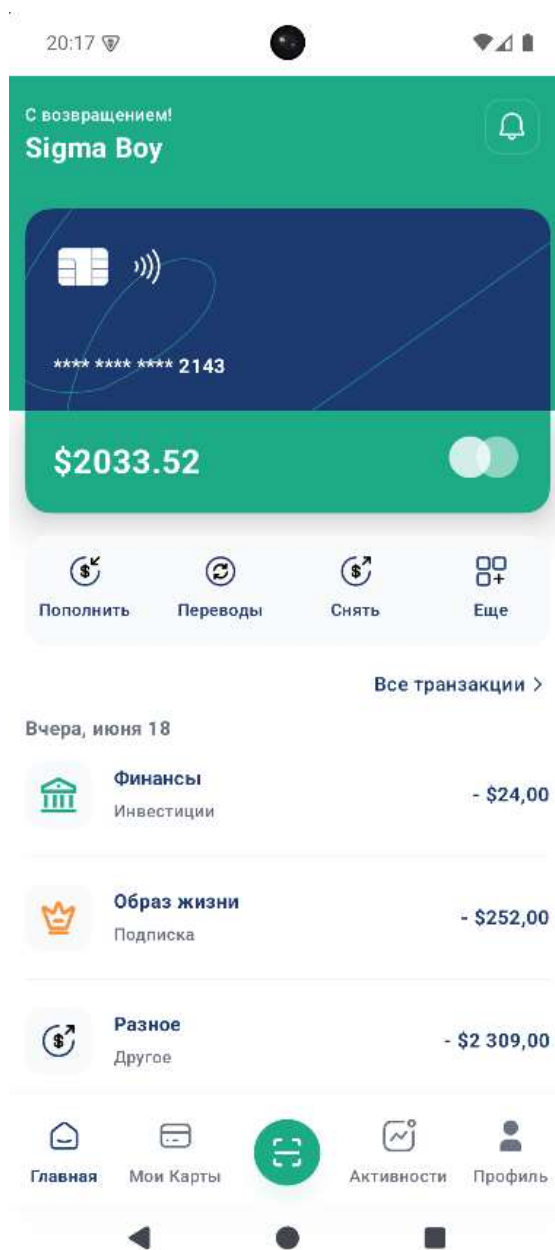 20:17
С возвращением!
Sigma Boy
**** **** **** 2143
$2033.52
Пополнить Переводы Снять Еще
Все транзакции >
Вчера, июня 18
Финансы
Инвестиции
- $24,00
Образ жизни
Подписка
- $252,00
Разное
Другое
- $2 309,00
Главная Мои Карты Активности Профиль